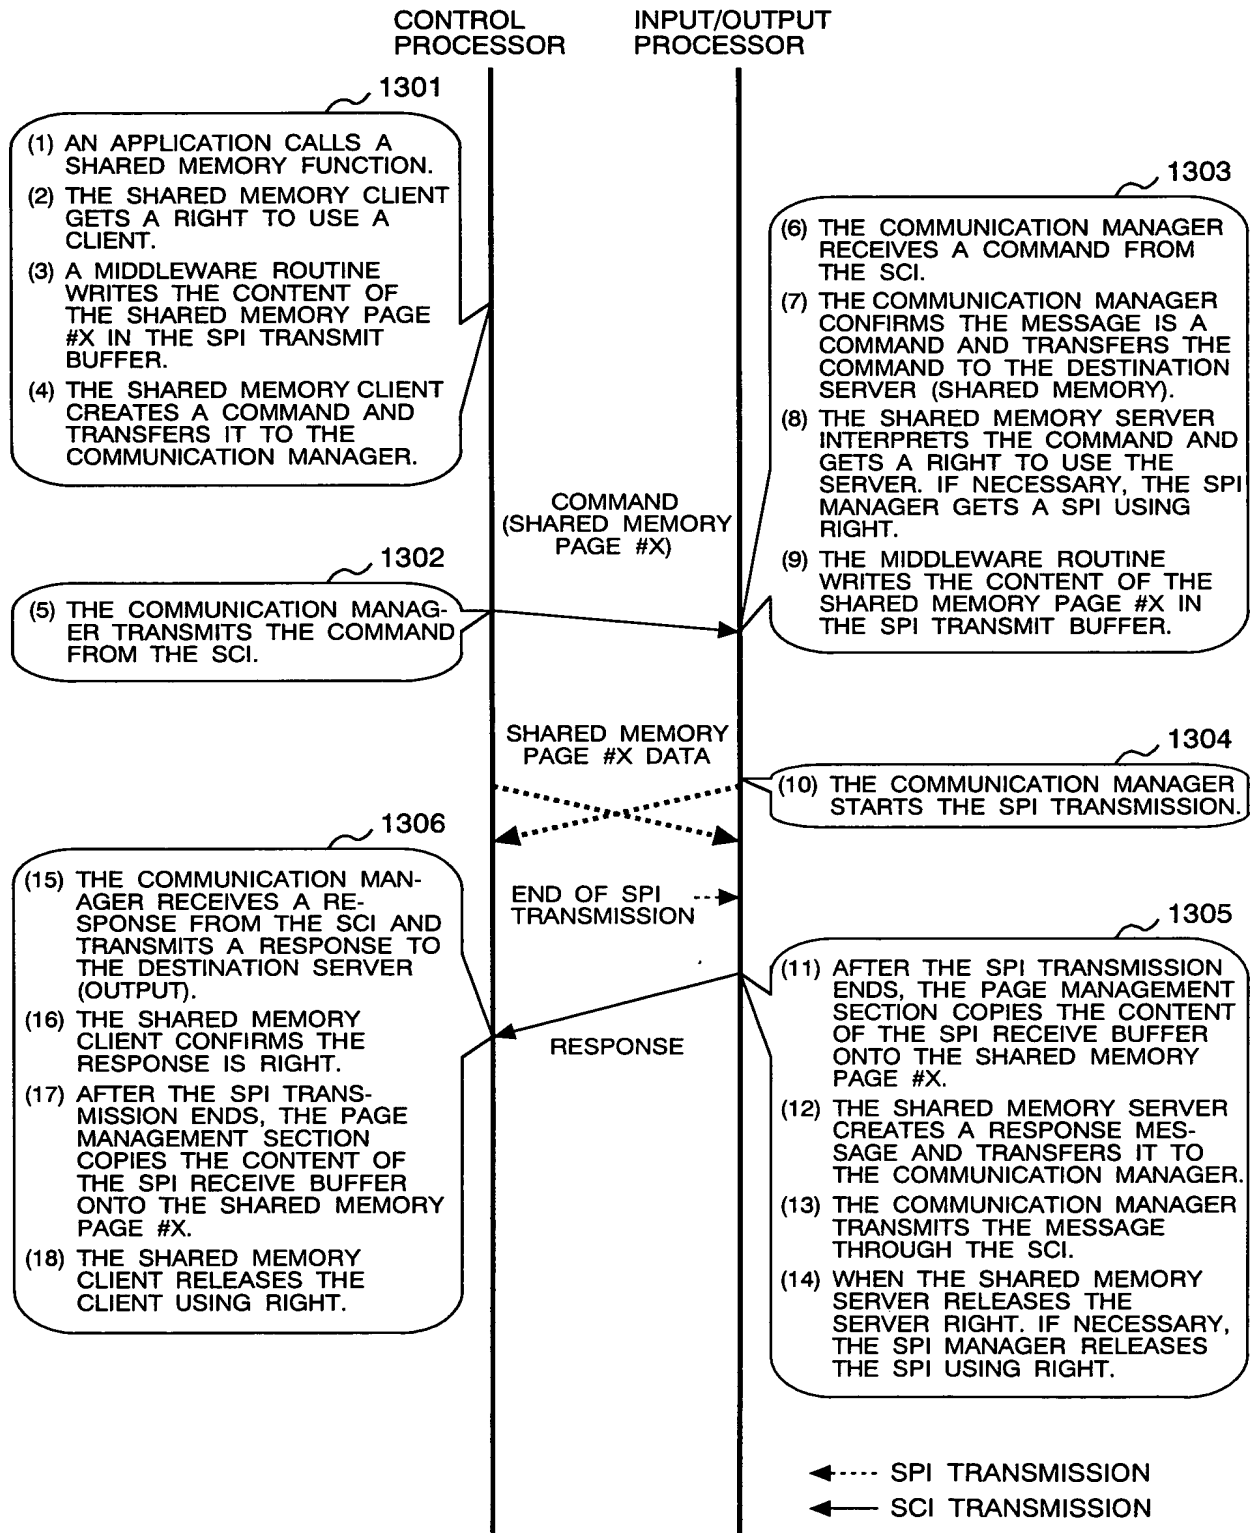 CONTROL
PROCESSOR
INPUT/OUTPUT
PROCESSOR
1301
(1) AN APPLICATION CALLS A
SHARED MEMORY FUNCTION.
(2) THE SHARED MEMORY CLIENT
GETS A RIGHT TO USE A
CLIENT.
(3) A MIDDLEWARE ROUTINE
WRITES THE CONTENT OF
THE SHARED MEMORY PAGE
#X IN THE SPI TRANSMIT
BUFFER.
(4) THE SHARED MEMORY CLIENT
CREATES A COMMAND AND
TRANSFERS IT TO THE
COMMUNICATION MANAGER.
1303
(6) THE COMMUNICATION MANAGER
RECEIVES A COMMAND FROM
THE SCI.
(7) THE COMMUNICATION MANAGER
CONFIRMS THE MESSAGE IS A
COMMAND AND TRANSFERS THE
COMMAND TO THE DESTINATION
SERVER (SHARED MEMORY).
(8) THE SHARED MEMORY SERVER
INTERPRETS THE COMMAND AND
GETS A RIGHT TO USE THE
SERVER. IF NECESSARY, THE SPI
MANAGER GETS A SPI USING
RIGHT.
(9) THE MIDDLEWARE ROUTINE
WRITES THE CONTENT OF THE
SHARED MEMORY PAGE #X IN
THE SPI TRANSMIT BUFFER.
COMMAND
(SHARED MEMORY
PAGE #X)
1302
(5) THE COMMUNICATION MANAG-
ER TRANSMITS THE COMMAND
FROM THE SCI.
SHARED MEMORY
PAGE #X DATA
1304
(10) THE COMMUNICATION MANAGER
STARTS THE SPI TRANSMISSION.
END OF SPI
TRANSMISSION
1306
(15) THE COMMUNICATION MAN-
AGER RECEIVES A RE-
SPONSE FROM THE SCI AND
TRANSMITS A RESPONSE TO
THE DESTINATION SERVER
(OUTPUT).
(16) THE SHARED MEMORY
CLIENT CONFIRMS THE
RESPONSE IS RIGHT.
(17) AFTER THE SPI TRANS-
MISSION ENDS, THE PAGE
MANAGEMENT SECTION
COPIES THE CONTENT OF
THE SPI RECEIVE BUFFER
ONTO THE SHARED MEMORY
PAGE #X.
(18) THE SHARED MEMORY
CLIENT RELEASES THE
CLIENT USING RIGHT.
RESPONSE
1305
(11) AFTER THE SPI TRANSMISSION
ENDS, THE PAGE MANAGEMENT
SECTION COPIES THE CONTENT
OF THE SPI RECEIVE BUFFER
ONTO THE SHARED MEMORY
PAGE #X.
(12) THE SHARED MEMORY SERVER
CREATES A RESPONSE MES-
SAGE AND TRANSFERS IT TO
THE COMMUNICATION MANAGER.
(13) THE COMMUNICATION MANAGER
TRANSMITS THE MESSAGE
THROUGH THE SCI.
(14) WHEN THE SHARED MEMORY
SERVER RELEASES THE
SERVER RIGHT. IF NECESSARY,
THE SPI MANAGER RELEASES
THE SPI USING RIGHT.
SPI TRANSMISSION
SCI TRANSMISSION